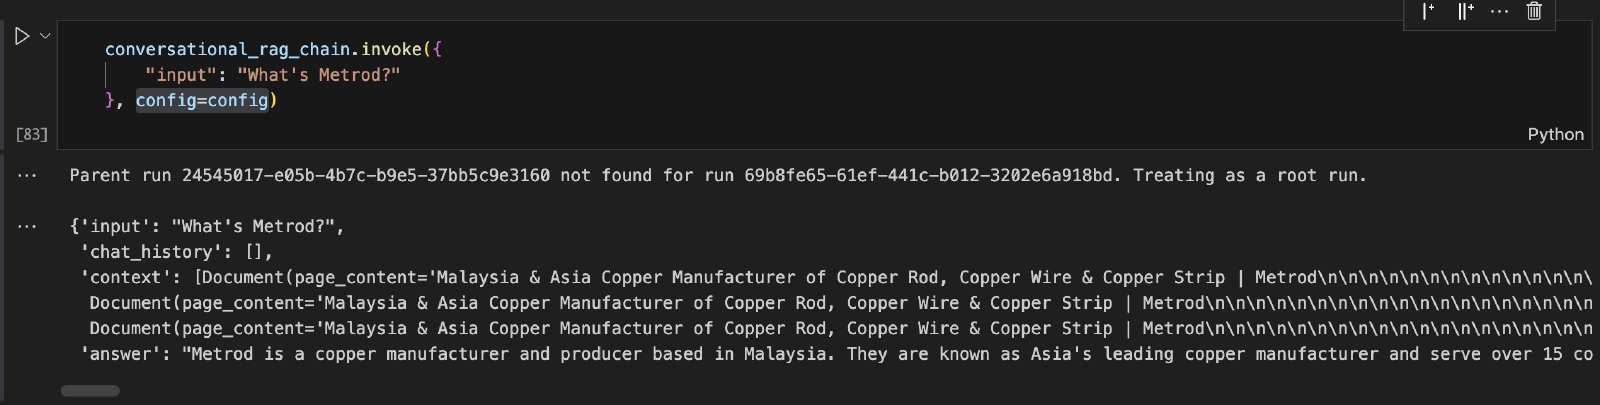 conversational_rag_chain.invoke({
"input": "What's Metrod?"
}, config=config)
[83]
Python
Parent run 24545017-e05b-4b7c-b9e5-37bb5c9e3160 not found for run 69b8fe65-61ef-441c-b012-3202e6a918bd. Treating as a root run.
{'input': "What's Metrod?",
'chat_history': [],
'context': [Document(page_content='Malaysia & Asia Copper Manufacturer of Copper Rod, Copper Wire & Copper Strip | Metrod\n\n\n\n\n\n\n\n\n\n\n\n\n\
Document(page_content='Malaysia & Asia Copper Manufacturer of Copper Rod, Copper Wire & Copper Strip | Metrod\n\n\n\n\n\n\n\n\n\n\n\n\n\n\n\n\n\n\n
Document(page_content='Malaysia & Asia Copper Manufacturer of Copper Rod, Copper Wire & Copper Strip | Metrod\n\n\n\n\n\n\n\n\n\n\n\n\n\n\n\n\n\n\n
'answer': "Metrod is a copper manufacturer and producer based in Malaysia. They are known as Asia's leading copper manufacturer and serve over 15 co